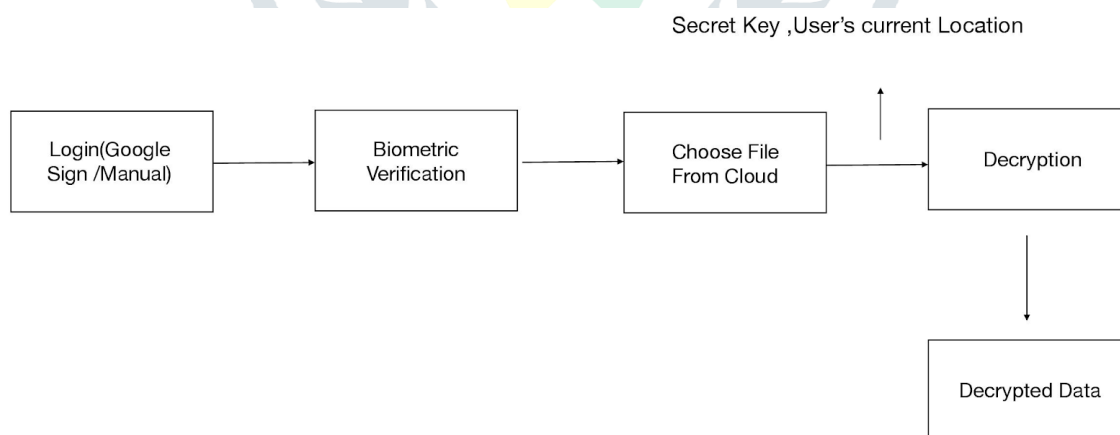 Secret Key ,User's current Location
Login(Google
Sign /Manual)
Biometric
Verification
Choose File
From Cloud
Decryption
Decrypted Data